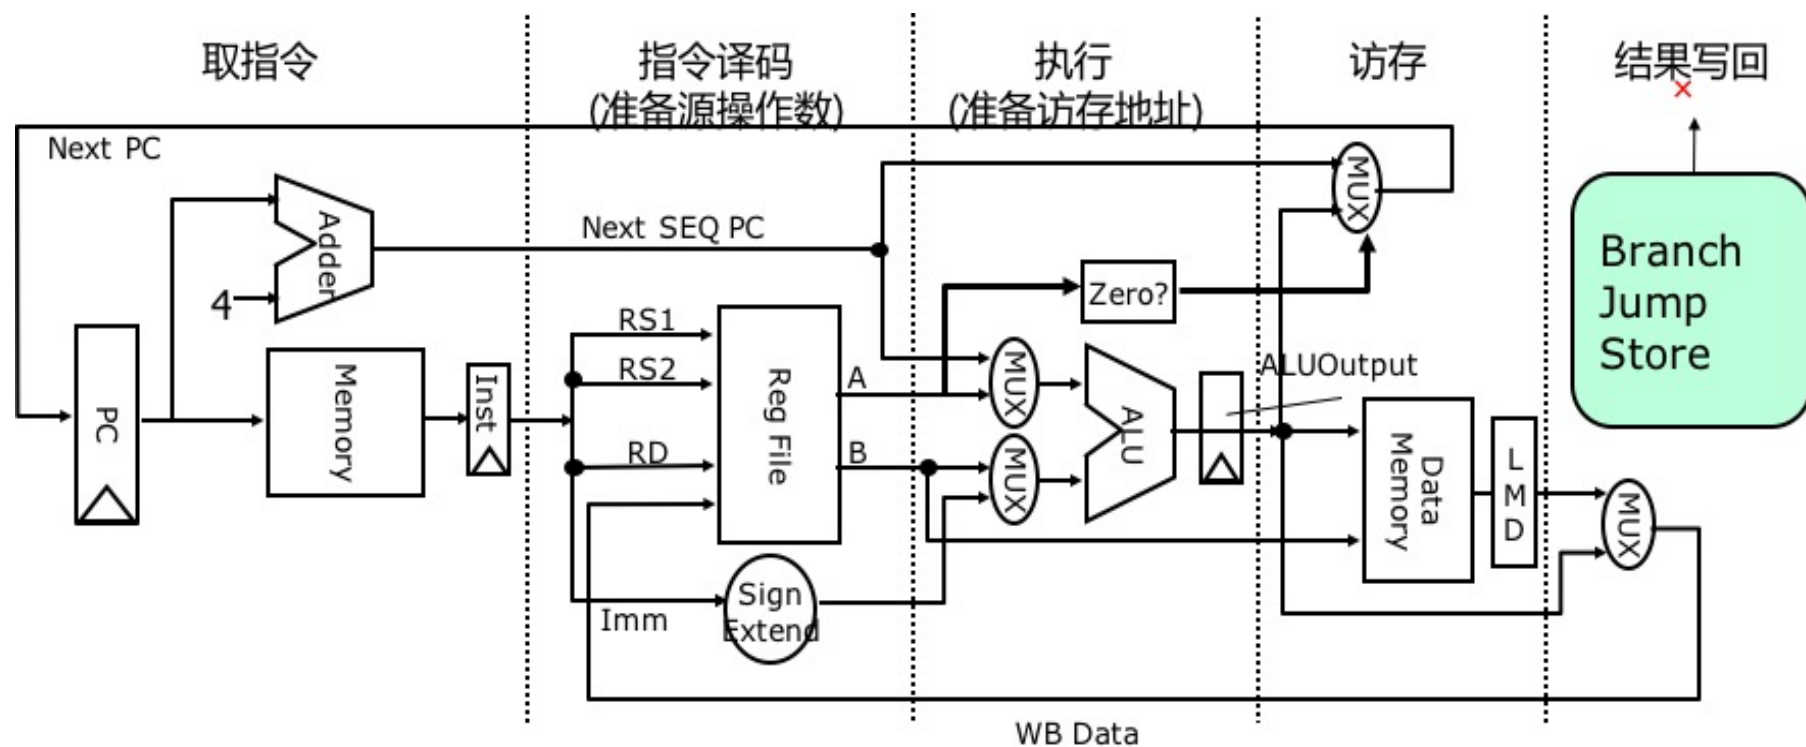 取指令
指令译码
(准备源操作数)
执行
(准备访存地址)
访存
结果写回
×
Next PC
Adder
4
Next SEQ PC
MUX
Zero?
Branch
Jump
Store
PC
Memory
Inst
RS1
RS2
RD
Imm
Reg File
Sign
Extend
A
B
MUX
MUX
ALU
ALUOutput
Data
Memory
L
M
D
MUX
WB Data